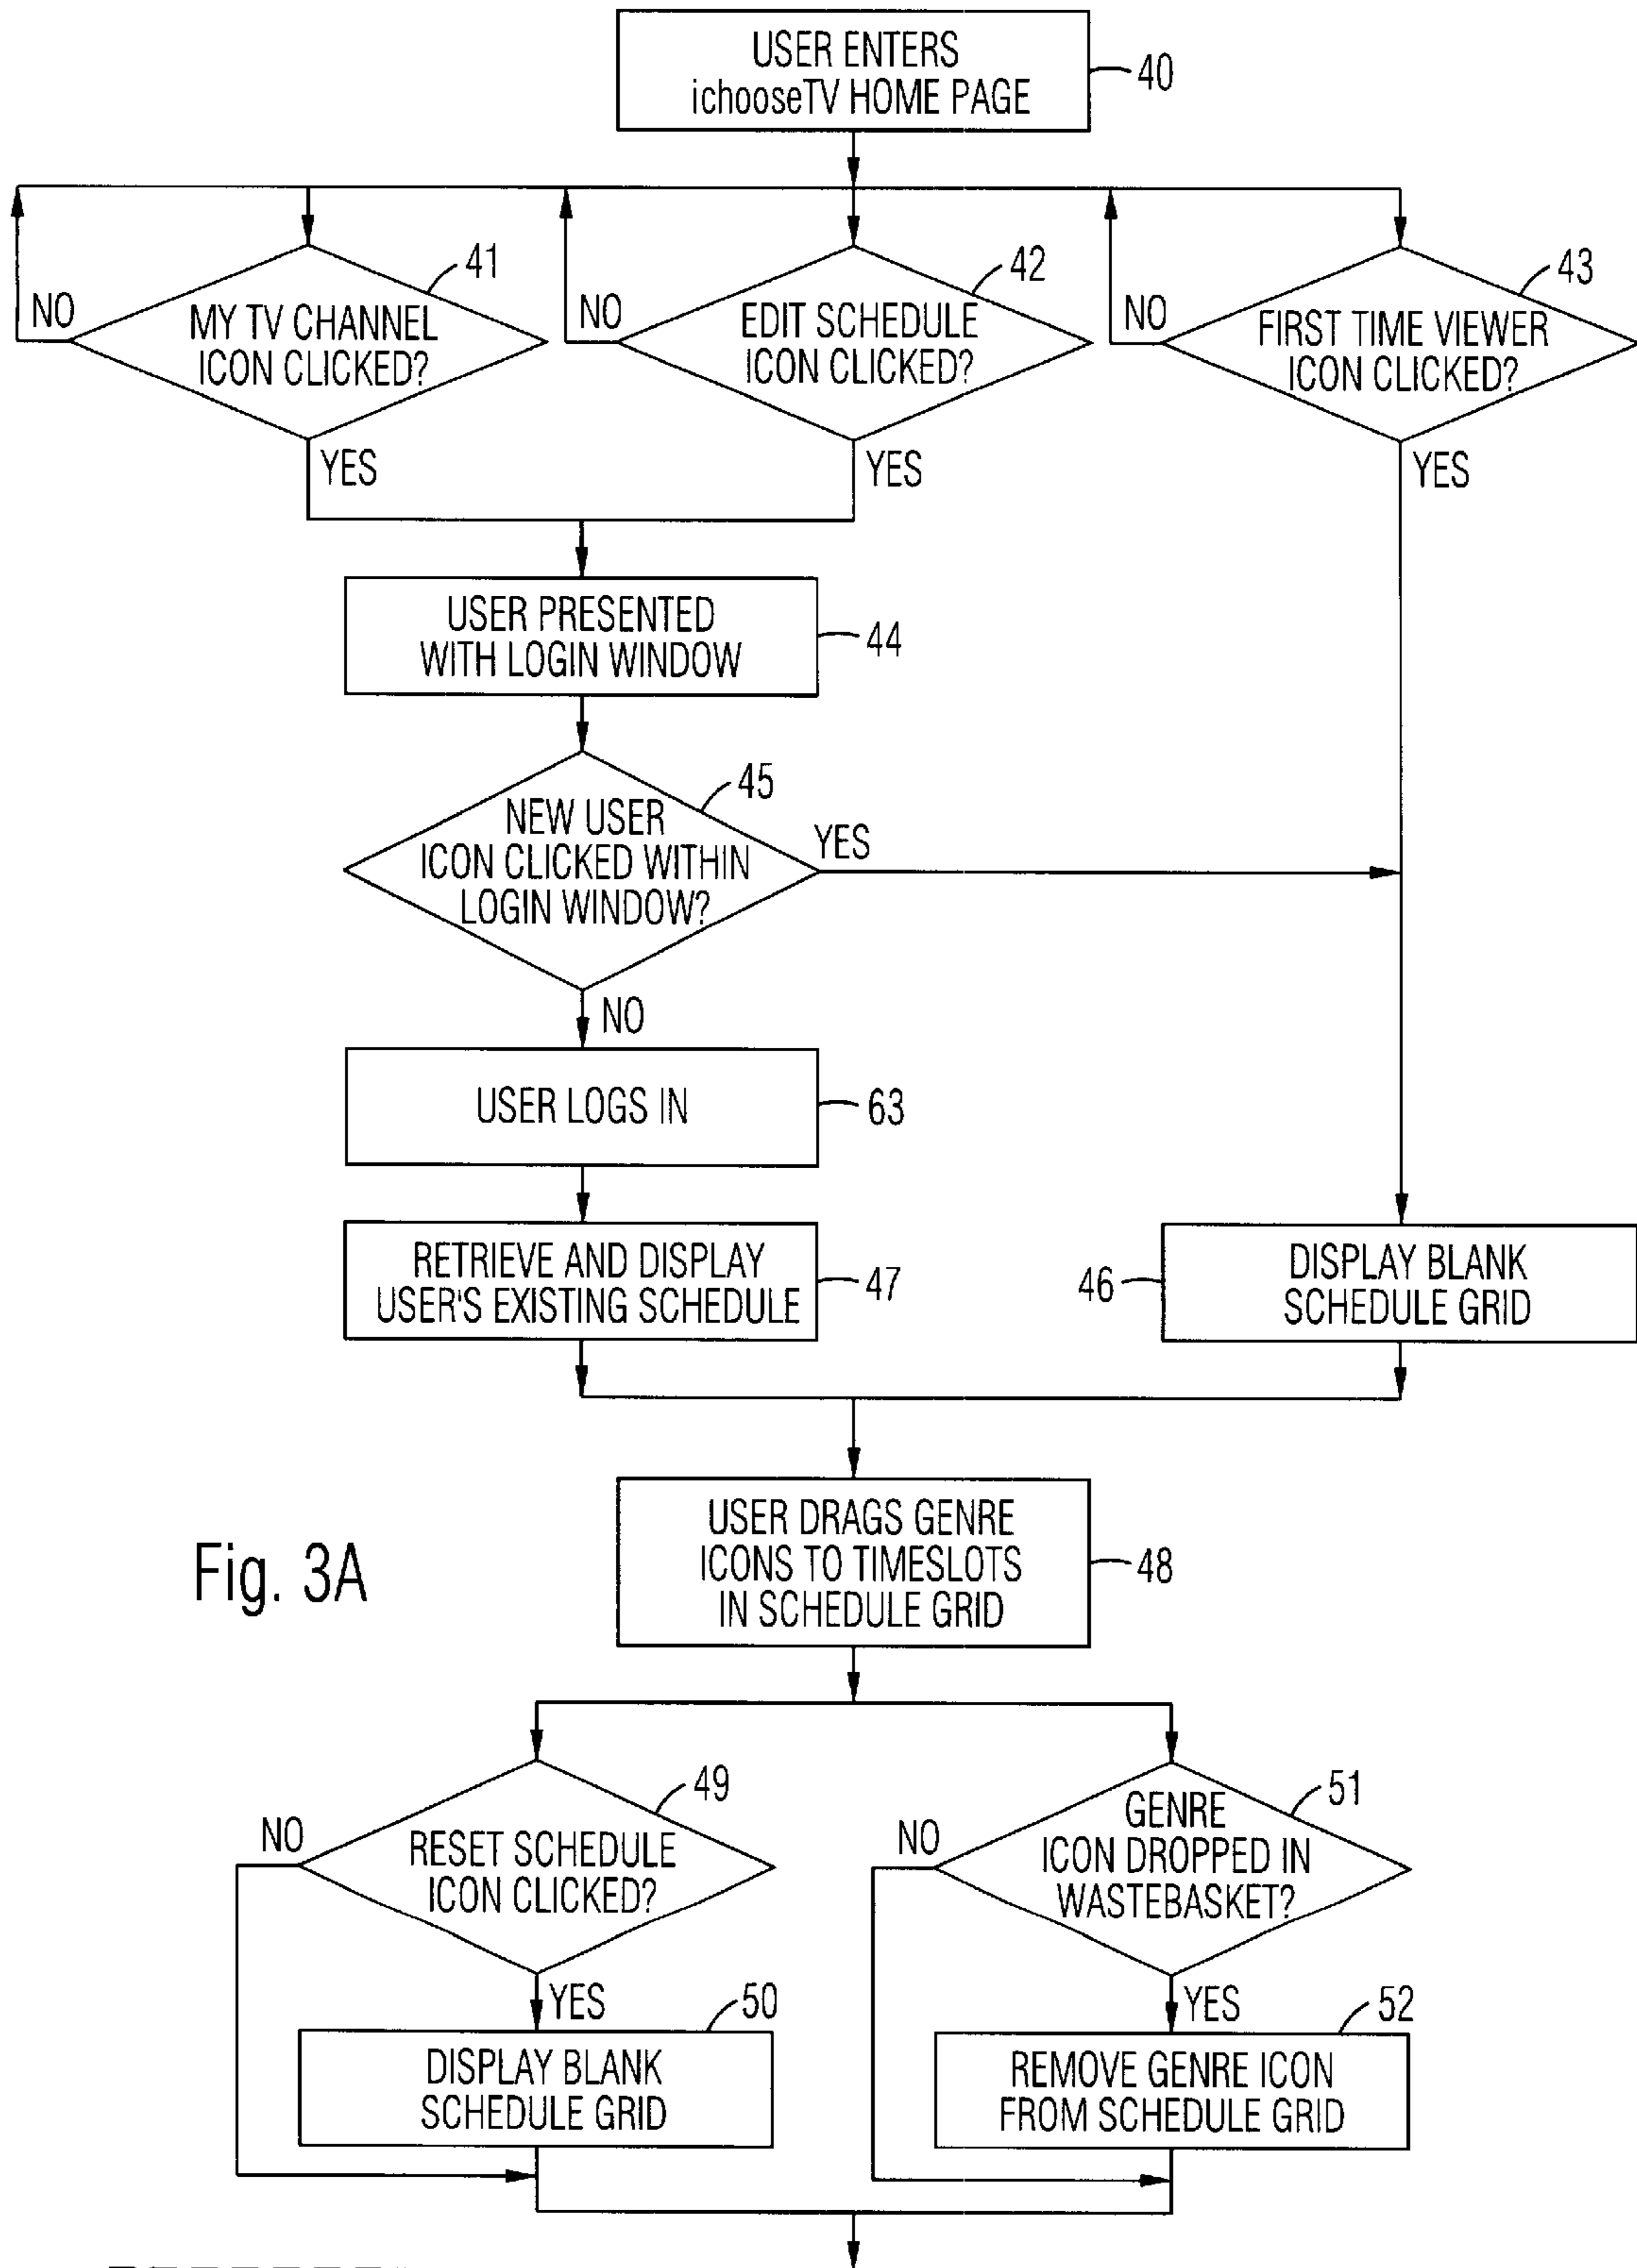 USER ENTERS
ichooseTV HOME PAGE
40
41
42
43
NO
MY TV CHANNEL
ICON CLICKED?
NO
EDIT SCHEDULE
ICON CLICKED?
NO
FIRST TIME VIEWER
ICON CLICKED?
YES
YES
YES
USER PRESENTED
WITH LOGIN WINDOW
44
45
NEW USER
ICON CLICKED WITHIN
LOGIN WINDOW?
YES
NO
USER LOGS IN
63
RETRIEVE AND DISPLAY
USER'S EXISTING SCHEDULE
47
46
DISPLAY BLANK
SCHEDULE GRID
USER DRAGS GENRE
ICONS TO TIMESLOTS
IN SCHEDULE GRID
48
Fig. 3A
49
NO
RESET SCHEDULE
ICON CLICKED?
51
NO
GENRE
ICON DROPPED IN
WASTEBASKET?
YES
50
YES
52
DISPLAY BLANK
SCHEDULE GRID
REMOVE GENRE ICON
FROM SCHEDULE GRID